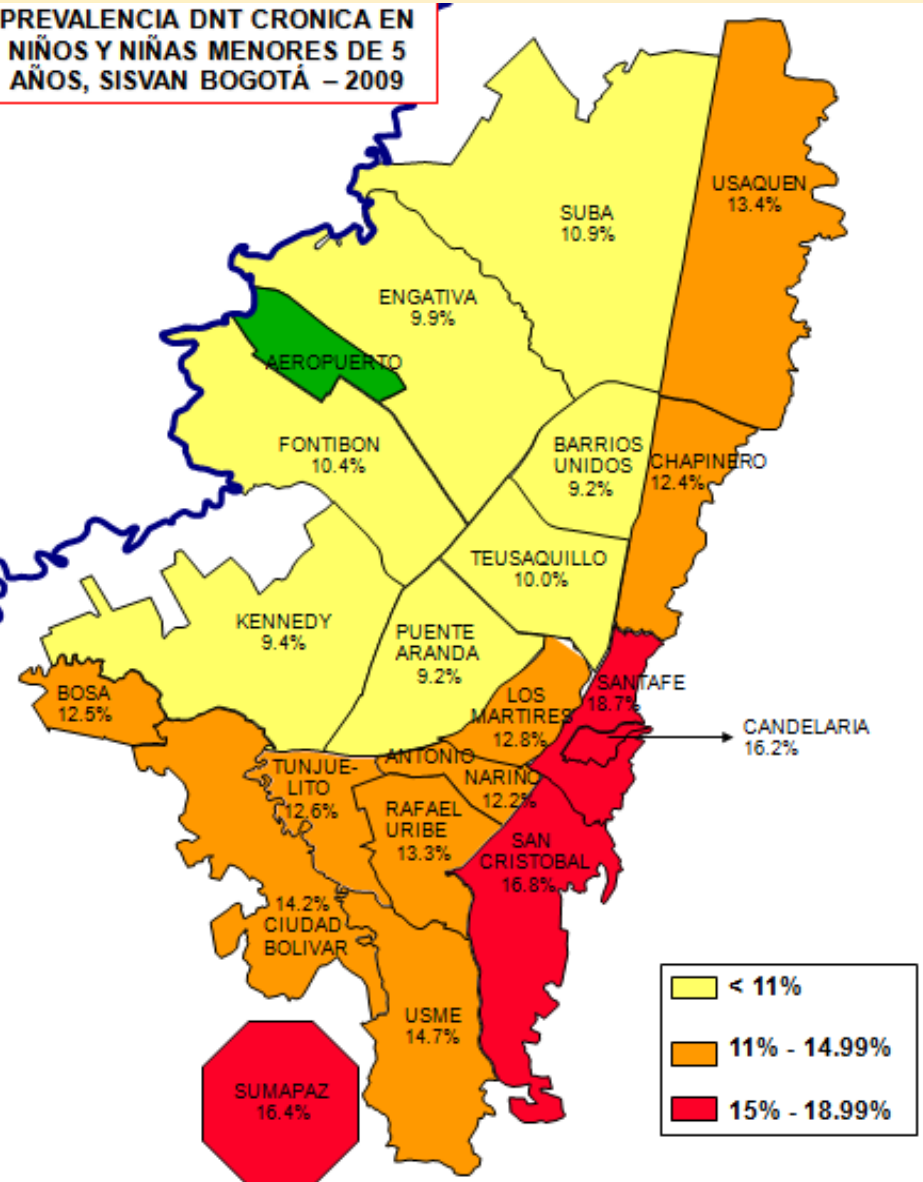 PREVALENCIA DNT CRONICA EN
NIÑOS Y NIÑAS MENORES DE 5
AÑOS, SISVAN BOGOTÁ – 2009
USAQUEN
13.4%
SUBA
10.9%
ENGATIVA
9.9%
AEROPUERTO
FONTIBON
10.4%
BARRIOS
UNIDOS
9.2%
CHAPINERO
12.4%
TEUSAQUILLO
10.0%
KENNEDY
9.4%
PUENTE
ARANDA
9.2%
BOSA
12.5%
LOS
MARTIRES
12.8%
SANTAFE
18.7%
CANDELARIA
16.2%
TUNJUE-
LITO
12.6%
ANTONIO
NARIÑO
12.2%
RAFAEL
URIBE
13.3%
SAN
CRISTOBAL
16.8%
14.2%
CIUDAD
BOLIVAR
USME
14.7%
SUMAPAZ
16.4%
< 11%
11% - 14.99%
15% - 18.99%